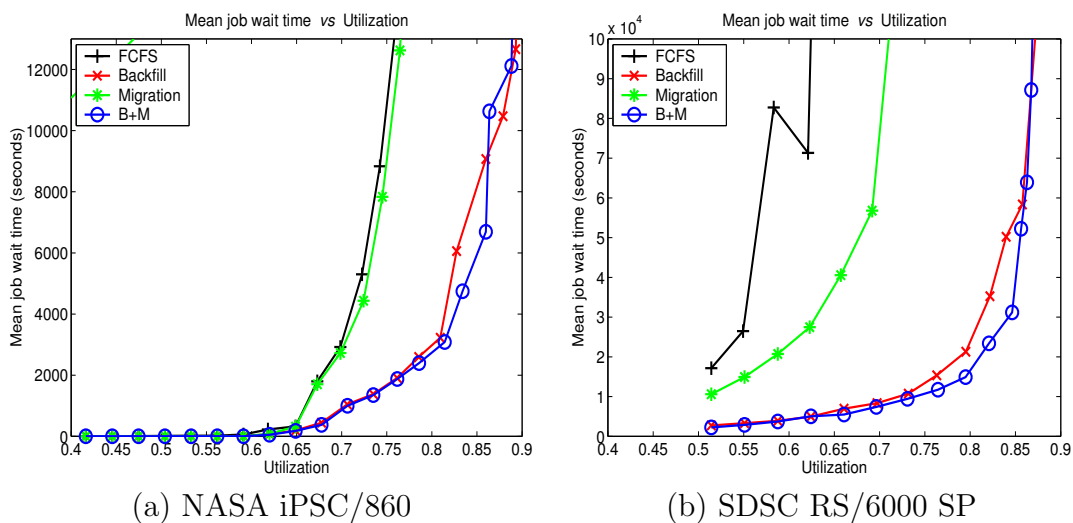 Mean job wait time vs Utilization
Mean job wait time (seconds)
12000
10000
8000
6000
4000
2000
0
FCFS
Backfill
Migration
B+M
0.4 0.45 0.5 0.55 0.6 0.65 0.7 0.75 0.8 0.85 0.9
Utilization
(a) NASA iPSC/860
Mean job wait time vs Utilization
x 10^4
Mean job wait time (seconds)
10
9
8
7
6
5
4
3
2
1
0
FCFS
Backfill
Migration
B+M
0.4 0.45 0.5 0.55 0.6 0.65 0.7 0.75 0.8 0.85 0.9
Utilization
(b) SDSC RS/6000 SP